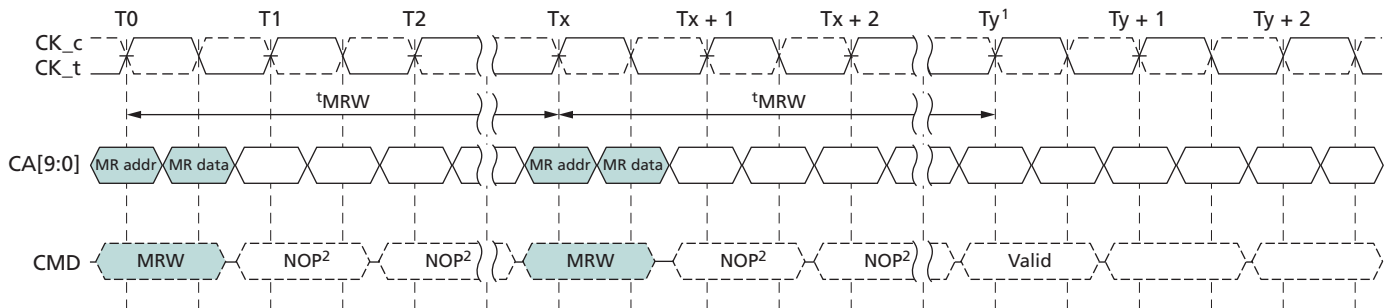 T0 T1 T2 Tx Tx + 1 Tx + 2 Ty¹ Ty + 1 Ty + 2
CK_c
CK_t
ᵗMRW ᵗMRW
CA[9:0] MR addr MR data MR addr MR data
CMD MRW NOP² NOP² MRW NOP² NOP² Valid